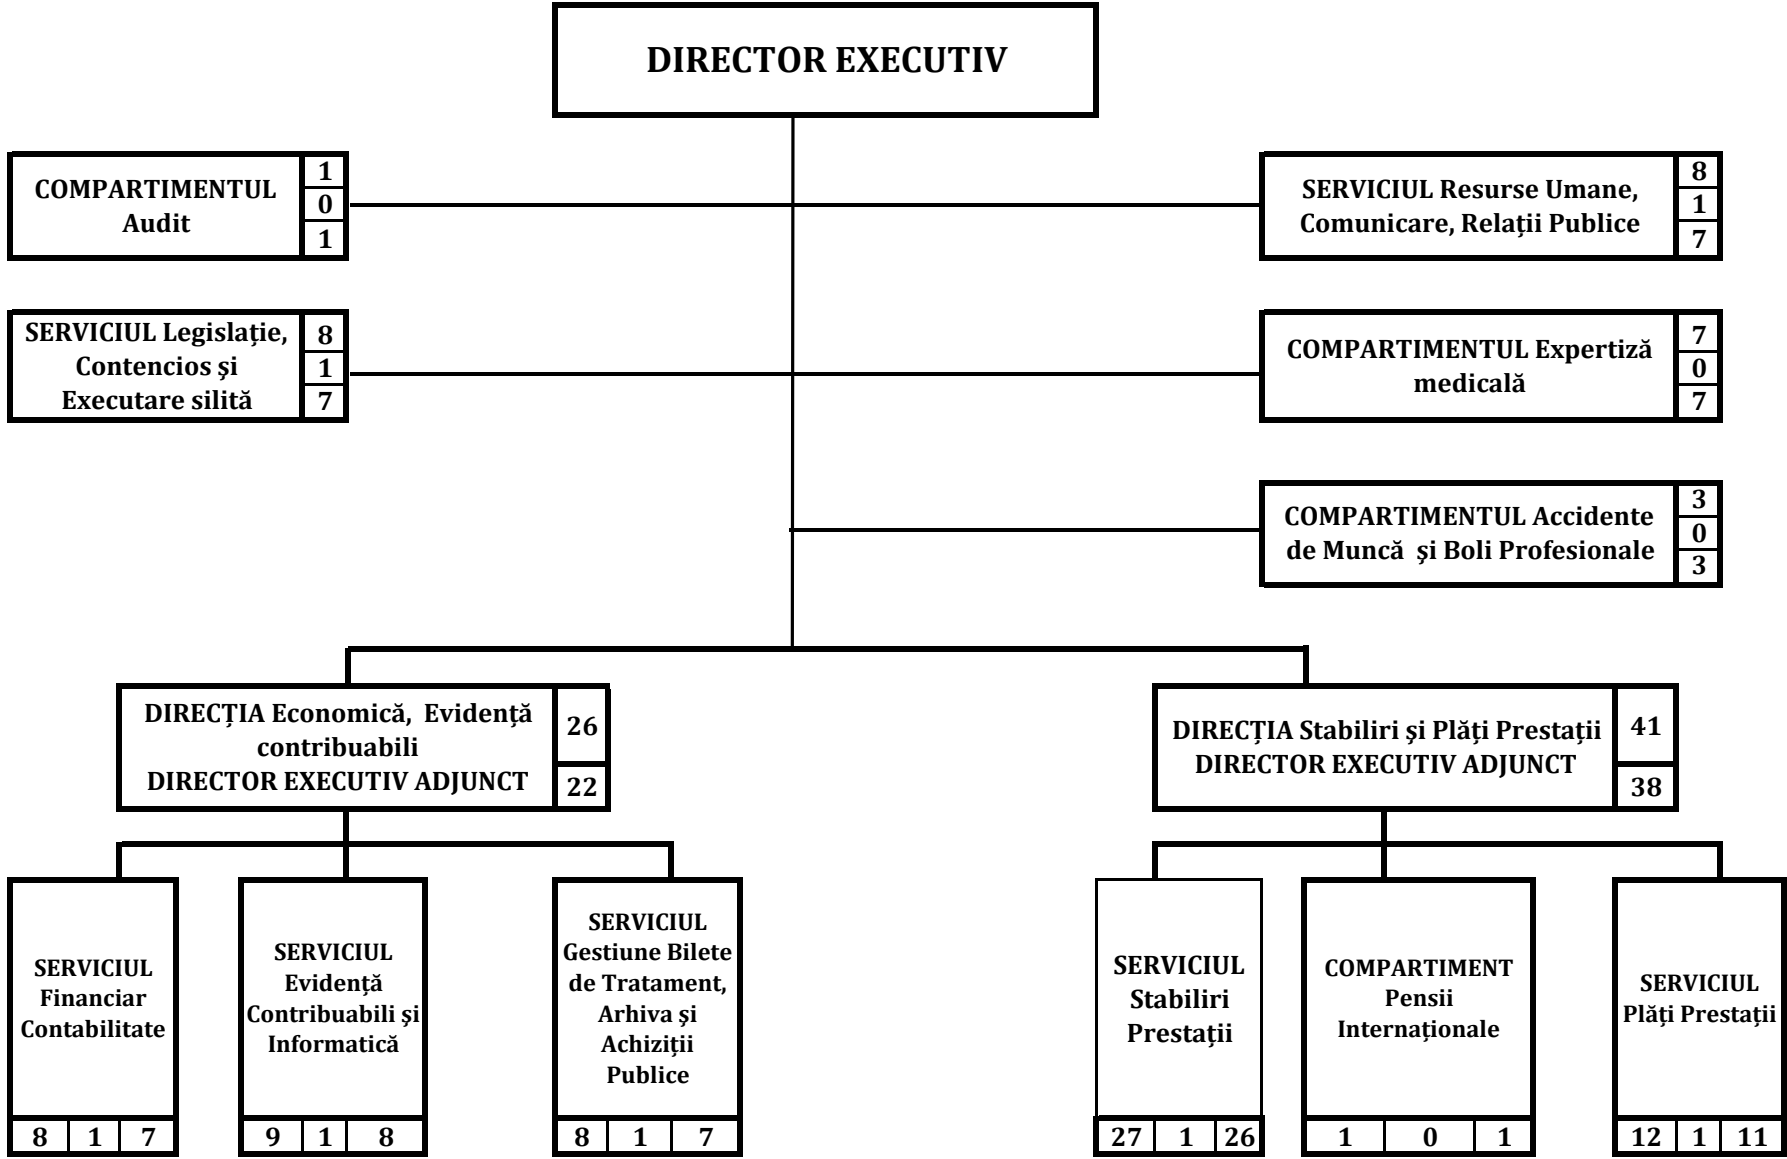 DIRECTOR EXECUTIV
COMPARTIMENTUL
Audit
1
0
1
SERVICIUL Resurse Umane,
Comunicare, Relații Publice
8
1
7
SERVICIUL Legislație,
Contencios și
Executare silită
8
1
7
COMPARTIMENTUL Expertiză
medicală
7
0
7
COMPARTIMENTUL Accidente
de Muncă și Boli Profesionale
3
0
3
DIRECȚIA Economică, Evidență
contribuabili
DIRECTOR EXECUTIV ADJUNCT
26
22
DIRECȚIA Stabiliri și Plăți Prestații
DIRECTOR EXECUTIV ADJUNCT
41
38
SERVICIUL
Financiar
Contabilitate
8 1 7
SERVICIUL
Evidență
Contribuabili și
Informatică
9 1 8
SERVICIUL
Gestiune Bilete
de Tratament,
Arhiva și
Achiziții
Publice
8 1 7
SERVICIUL
Stabiliri
Prestații
27 1 26
COMPARTIMENT
Pensii
Internaționale
1 0 1
SERVICIUL
Plăți Prestații
12 1 11